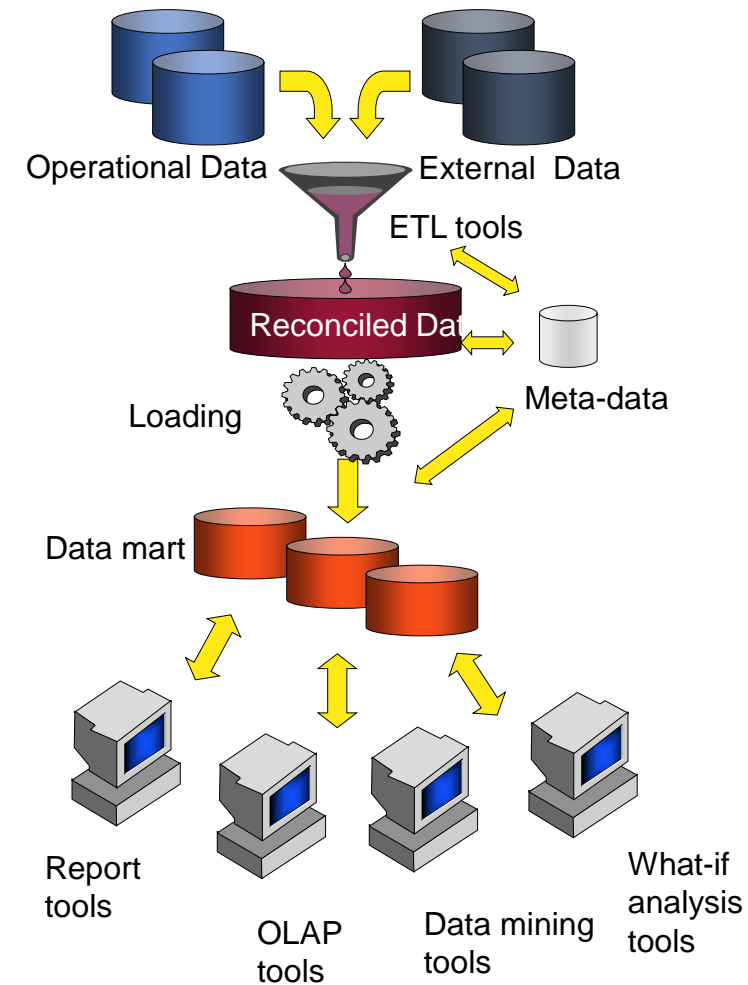 Operational Data
External Data
ETL tools
Reconciled Dat
Meta-data
Loading
Data mart
Report
tools
OLAP
tools
Data mining
tools
What-if
analysis
tools